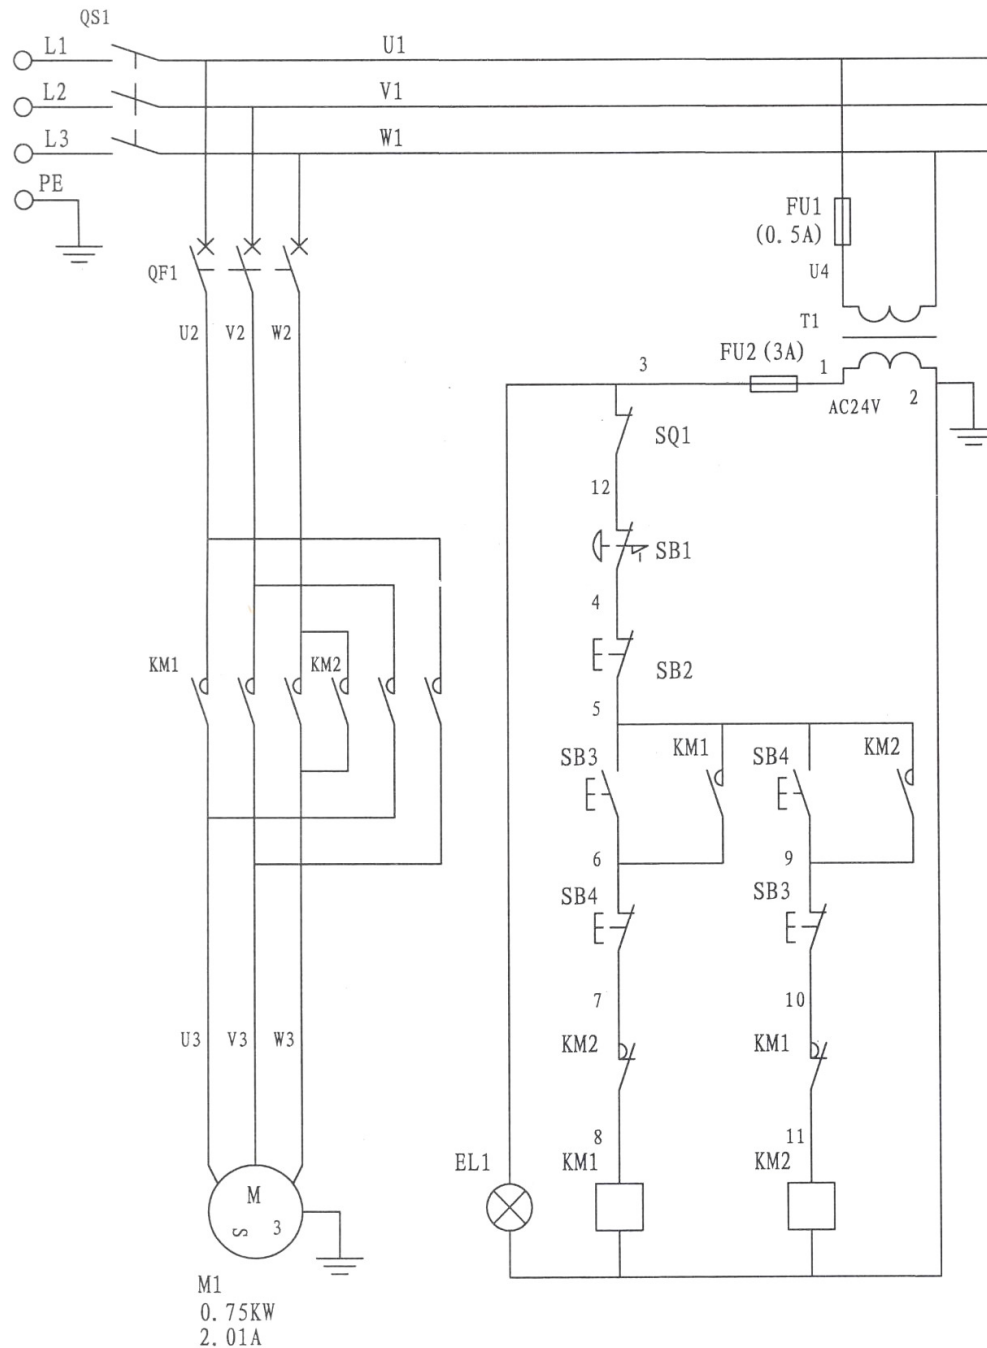 QS1
L1
U1
L2
V1
L3
W1
PE
FU1
(0.5A)
QF1
U4
U2
V2
W2
T1
FU2 (3A)
3
1
AC24V
2
SQ1
12
SB1
4
KM1
KM2
SB2
5
SB3
KM1
SB4
KM2
6
9
SB4
SB3
7
10
U3
V3
W3
KM2
KM1
8
11
EL1
KM1
KM2
M
S
3
M1
0.75KW
2.01A